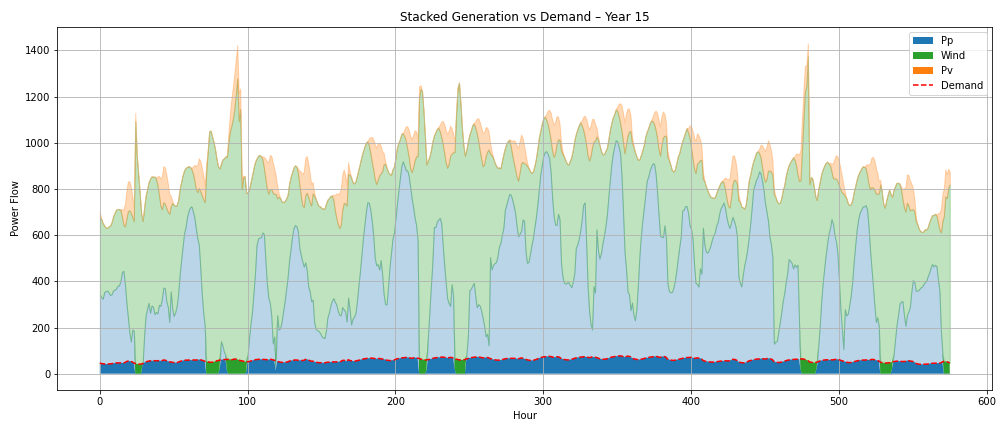 Stacked Generation vs Demand – Year 15
Power Flow
1400
1200
1000
800
600
400
200
0
Pp
Wind
Pv
Demand
0
100
200
300
400
500
600
Hour